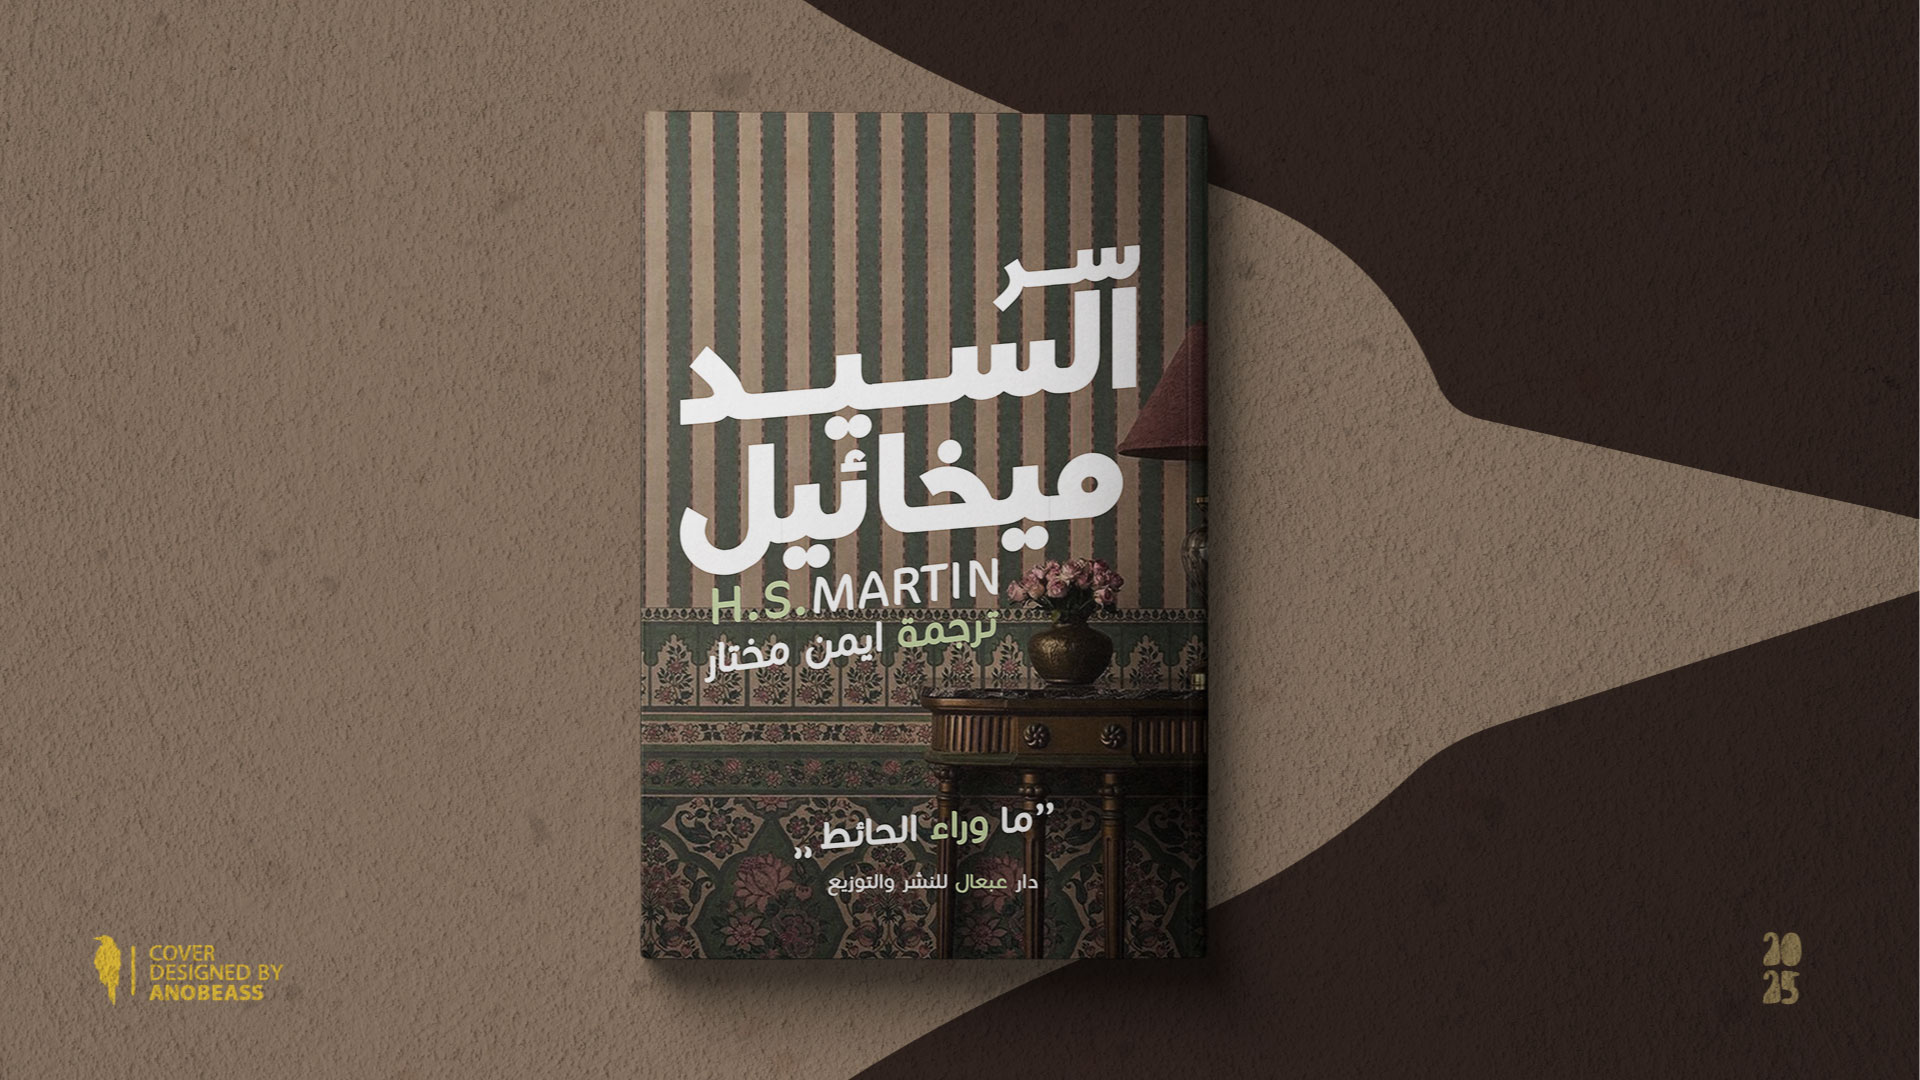 سر
السيد
ميخائيل
H.S.MARTIN
ترجمة ايمن مختار
”ما وراء الحائط„
دار عبعال للنشر والتوزيع
COVER
DESIGNED BY
ANOBEASS
20
25